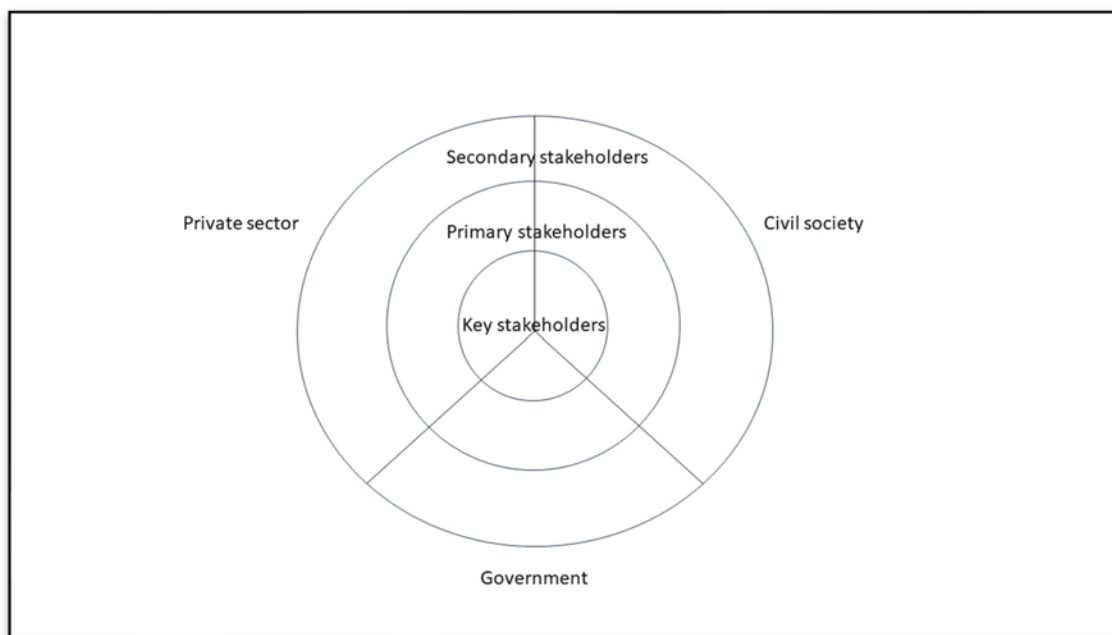 Secondary stakeholders
Private sector
Civil society
Primary stakeholders
Key stakeholders
Government